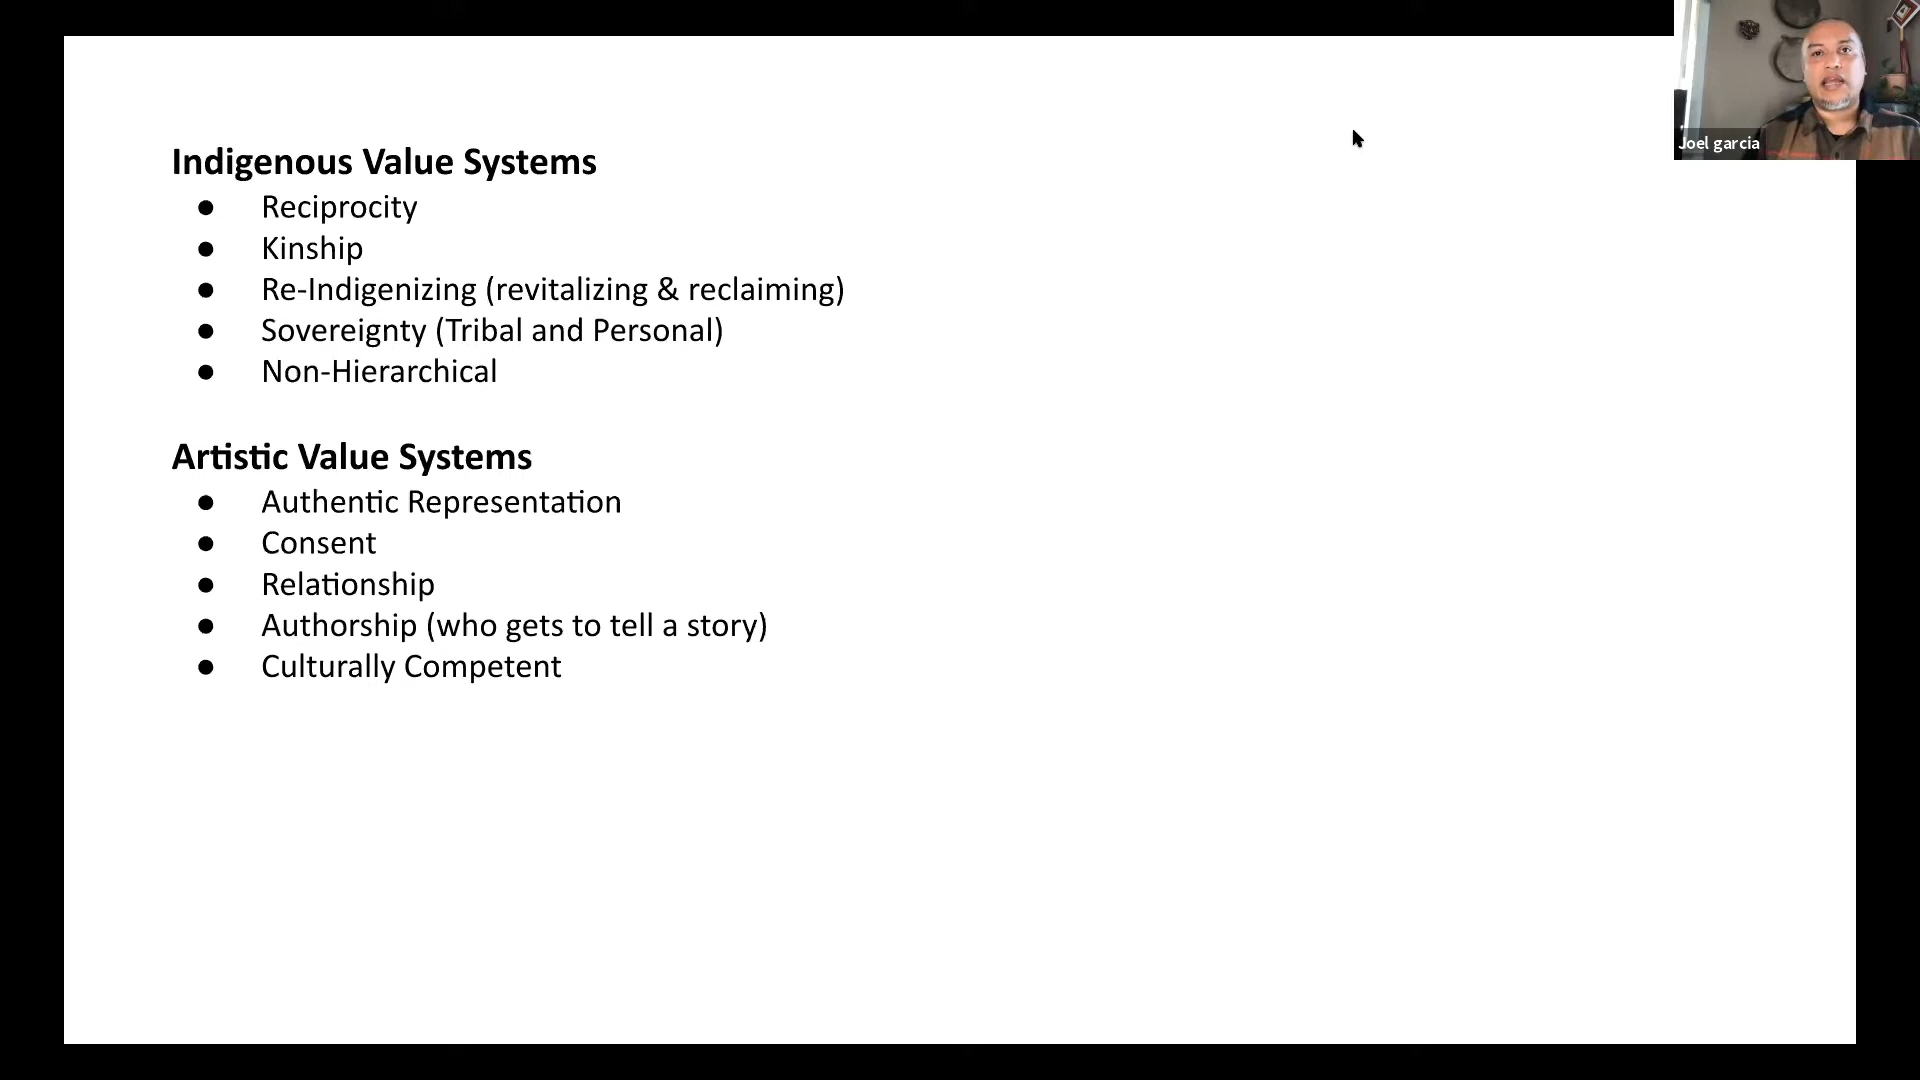 Indigenous Value Systems
● Reciprocity
● Kinship
● Re-Indigenizing (revitalizing & reclaiming)
● Sovereignty (Tribal and Personal)
● Non-Hierarchical
Artistic Value Systems
● Authentic Representation
● Consent
● Relationship
● Authorship (who gets to tell a story)
● Culturally Competent
Joel garcia